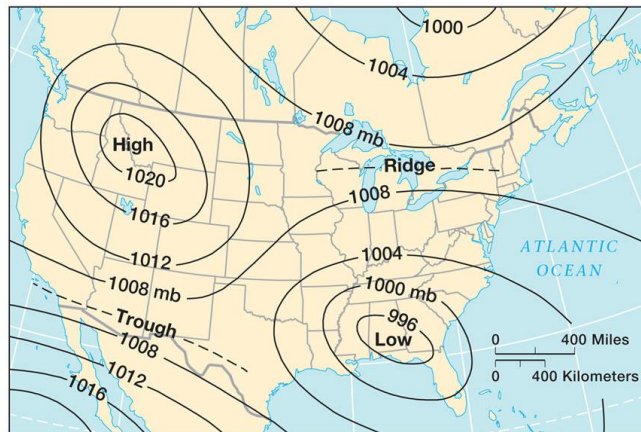 1000
1004
1008 mb
High
1020
1016
1012
1008 mb
Ridge
1008
1004
1000 mb
996
Low
ATLANTIC
OCEAN
Trough
1008
1012
1016
0 400 Miles
0 400 Kilometers